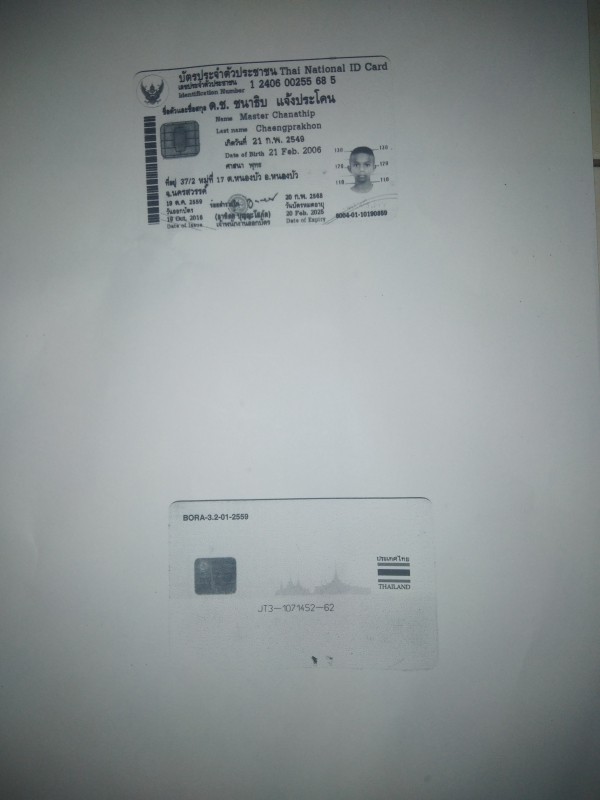 บัตรประจำตัวประชาชน Thai National ID Card
เลขประจำตัวประชาชน
Identification Number
1 2406 00255 68 5
ชื่อตัวและชื่อสกุล ด.ช. ชนาธิบ แจ้งประโคน
Name Master Chanathip
Last name Chaengprakhon
เกิดวันที่ 21 ก.พ. 2549
Date of Birth 21 Feb. 2006
ศาสนา พุทธ
ที่อยู่ 37/2 หมู่ที่ 17 ต.หนองบัว อ.หนองบัว
จ.นครสวรรค์
19 ต.ค. 2559
วันออกบัตร
19 Oct. 2016
Date of Issue
เจ้าพนักงานออกบัตร
20 ก.พ. 2568
วันบัตรหมดอายุ
20 Feb. 2025
Date of Expiry
6004-01-10190859
BORA-3.2-01-2559
ประเทศไทย
THAILAND
JT3-1071452-62